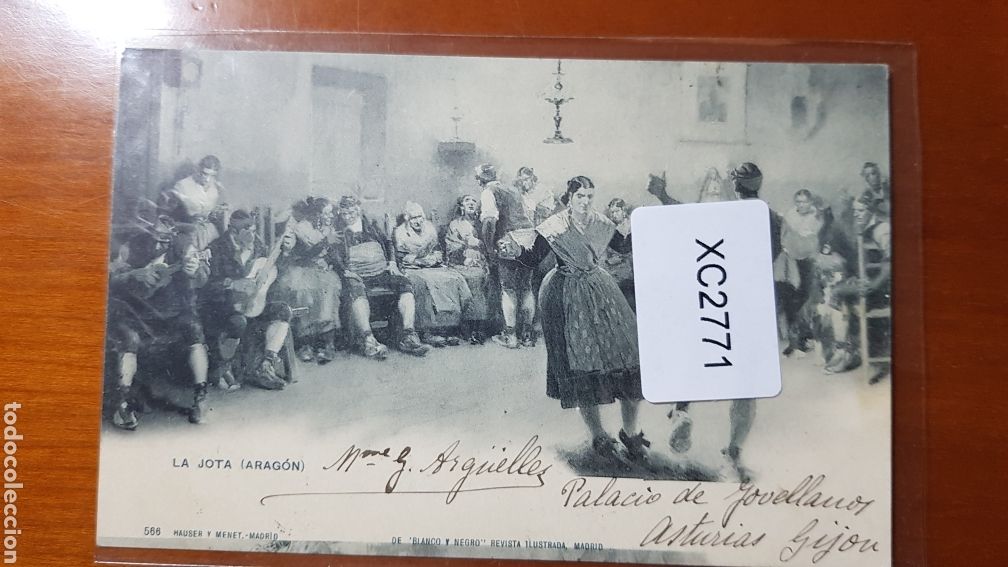 XC2771
LA JOTA (ARAGÓN)
Mme G. Argüelles
Palacio de Jovellanos
Asturias Gijon
566 HAUSER Y MENET.-MADRID
DE "BLANCO Y NEGRO" REVISTA ILUSTRADA, MADRID
todocoleccion